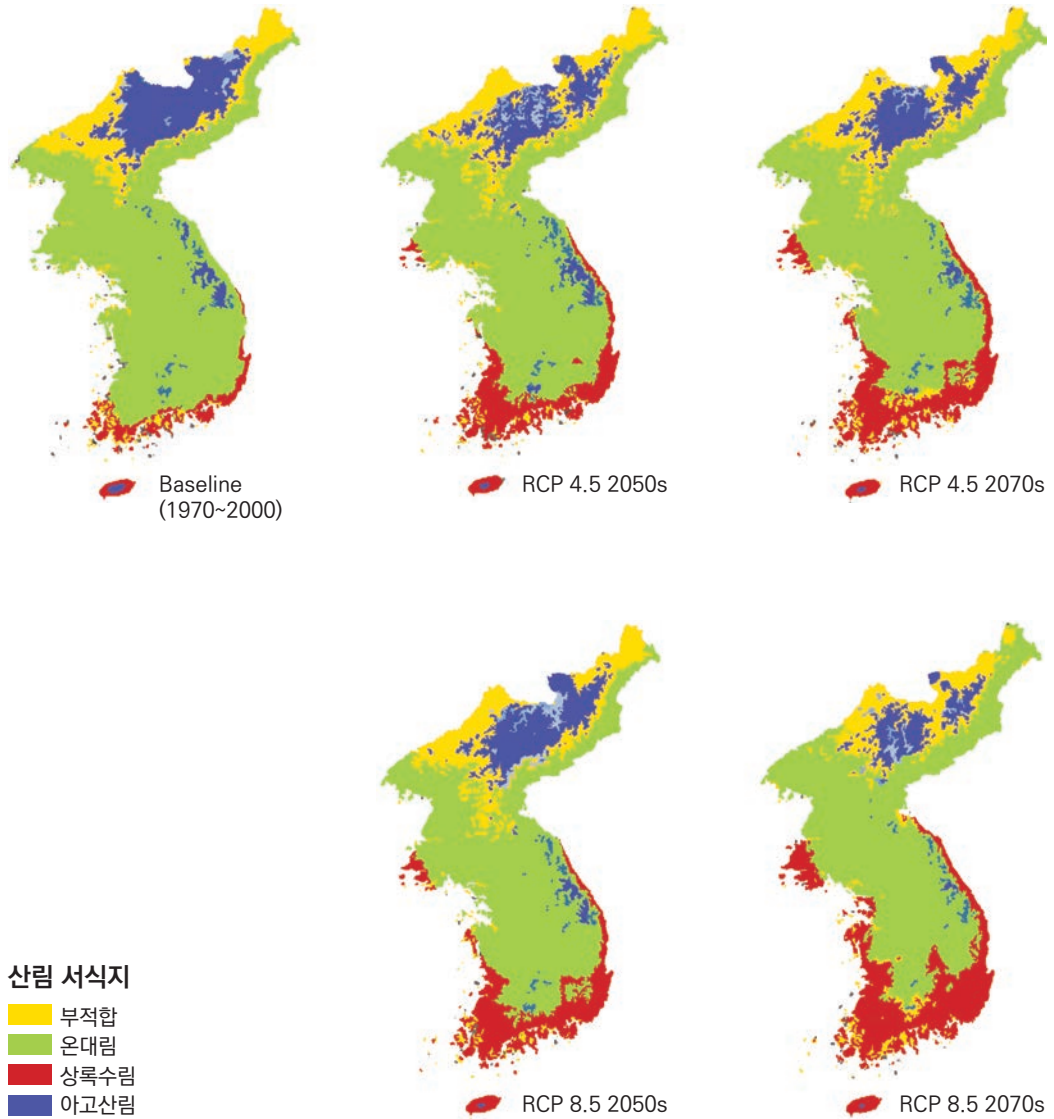 Baseline
(1970~2000)
RCP 4.5 2050s
RCP 4.5 2070s
산림 서식지
부적합
온대림
상록수림
아고산림
RCP 8.5 2050s
RCP 8.5 2070s